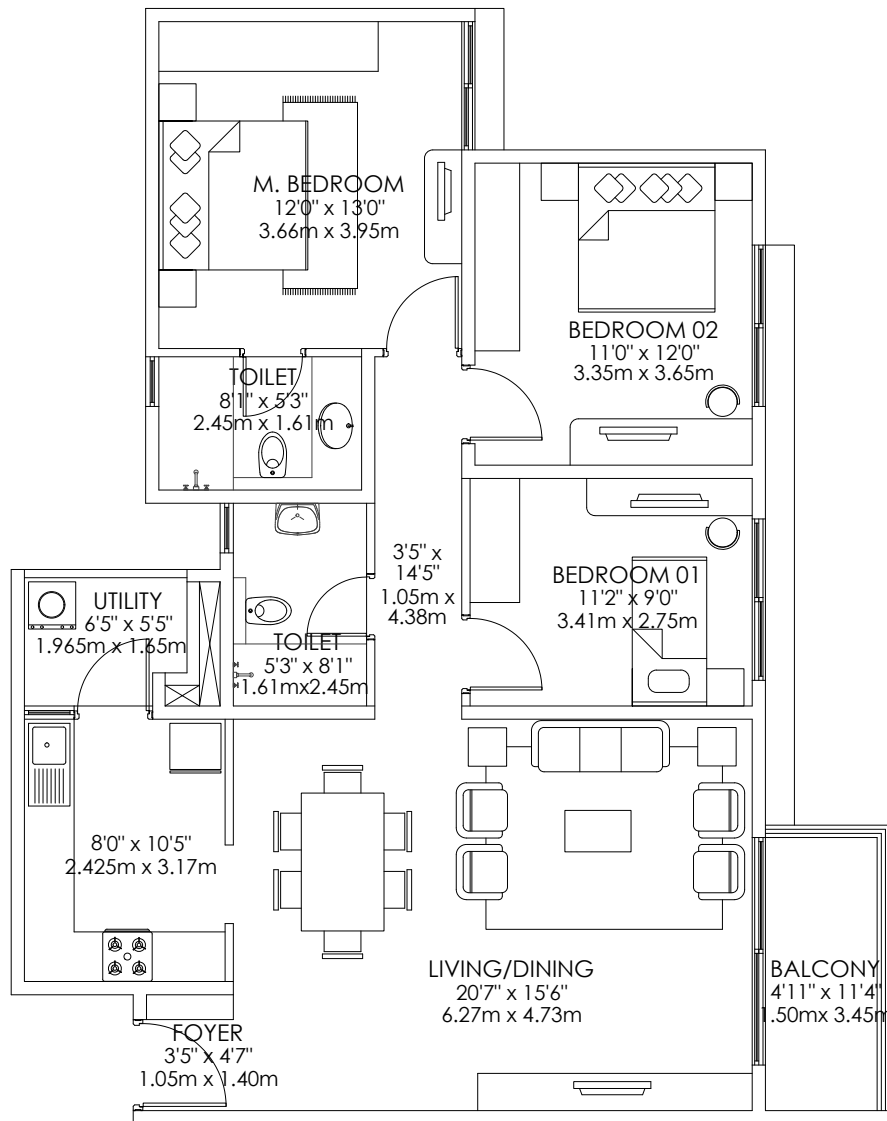 M. BEDROOM
12'0" x 13'0"
3.66m x 3.95m
BEDROOM 02
11'0" x 12'0"
3.35m x 3.65m
TOILET
8'1" x 5'3"
2.45m x 1.61m
3'5" x
14'5"
1.05m x
4.38m
BEDROOM 01
11'2" x 9'0"
3.41m x 2.75m
UTILITY
6'5" x 5'5"
1.965m x 1.65m
TOILET
5'3" x 8'1"
1.61mx2.45m
8'0" x 10'5"
2.425m x 3.17m
LIVING/DINING
20'7" x 15'6"
6.27m x 4.73m
BALCONY
4'11" x 11'4"
1.50mx 3.45m
FOYER
3'5" x 4'7"
1.05m x 1.40m